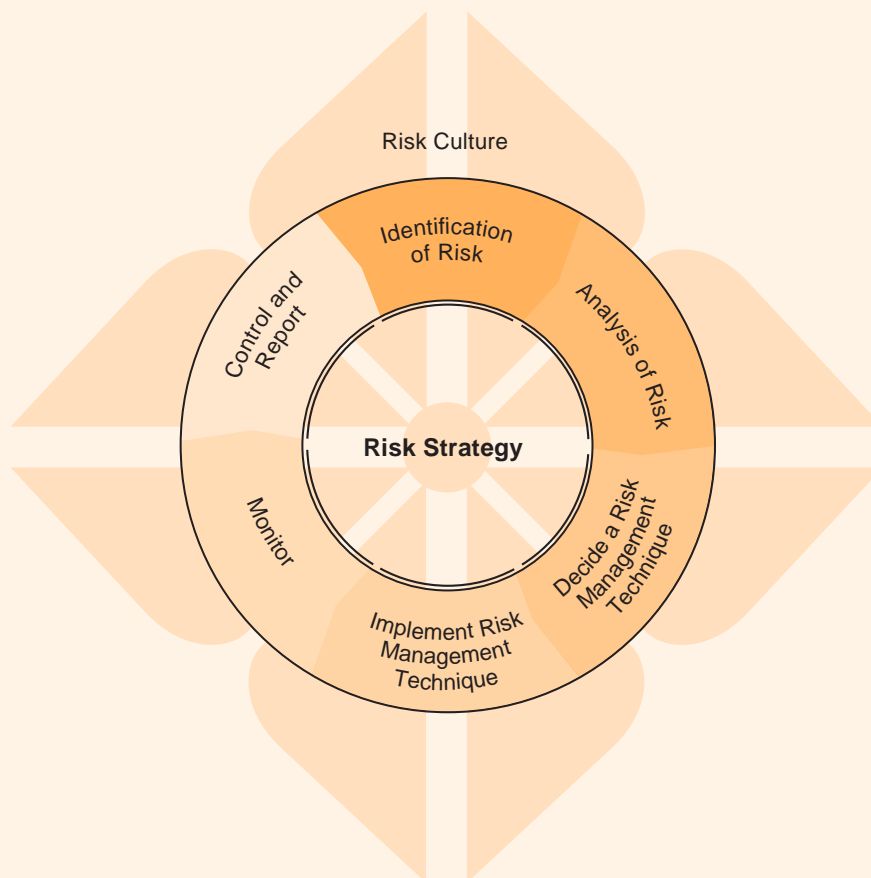 Risk Culture
Identification
of Risk
Analysis of Risk
Decide a Risk
Management
Technique
Implement Risk
Management
Technique
Monitor
Control and
Report
Risk Strategy